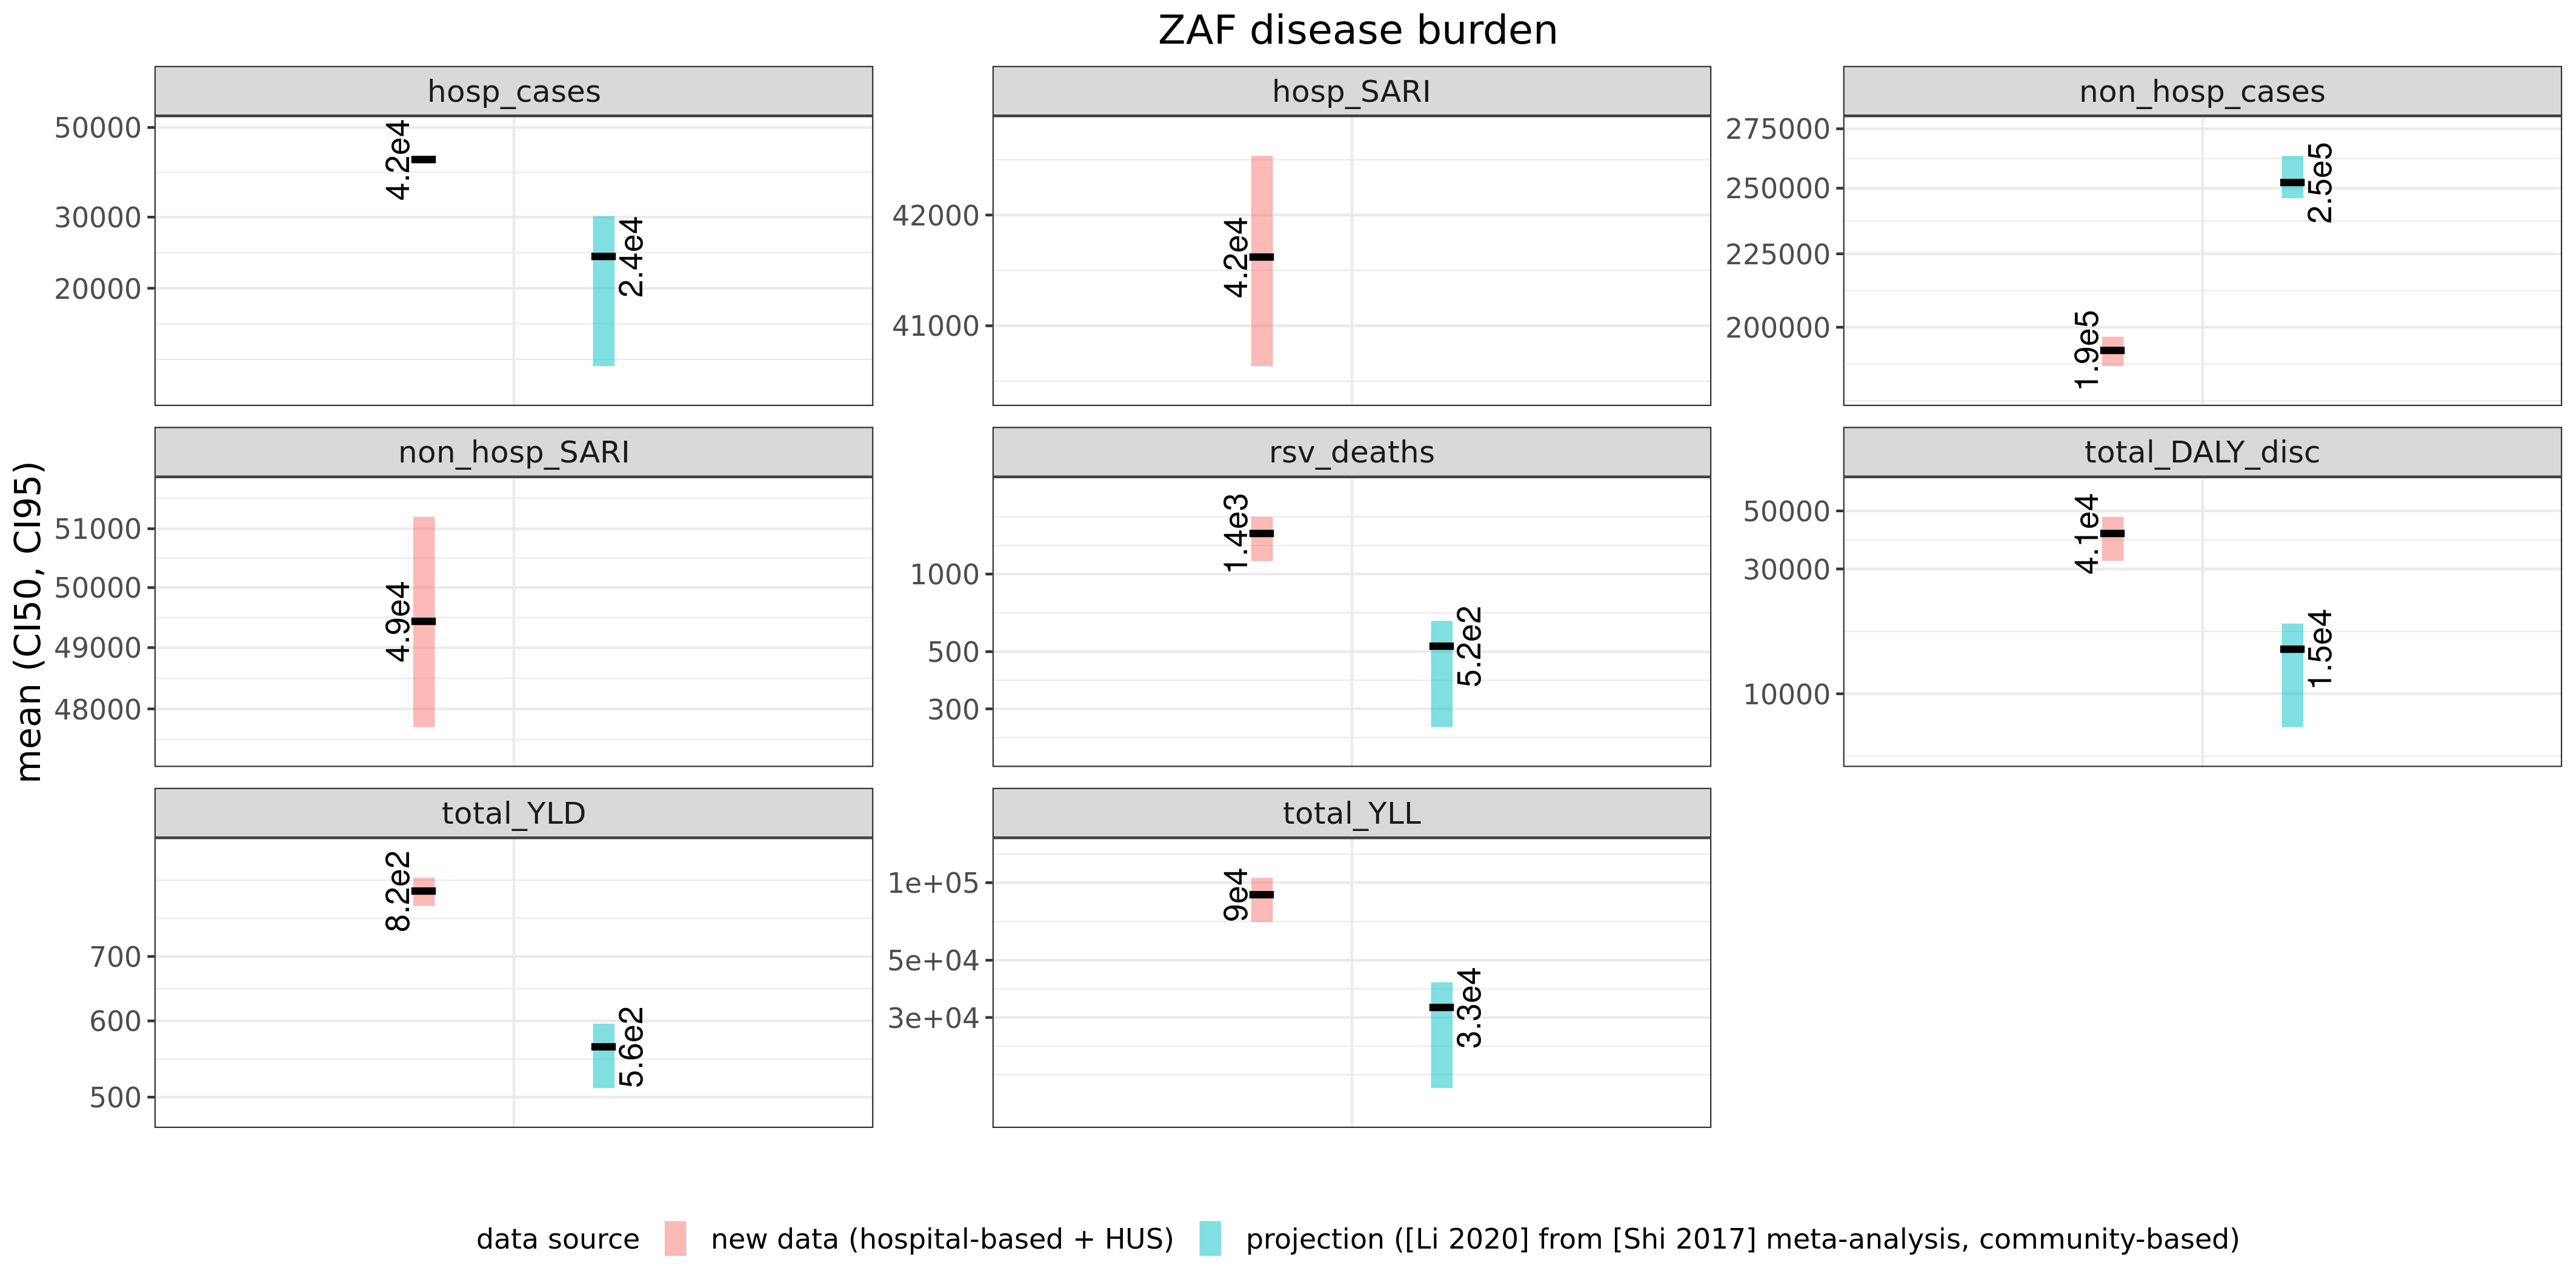 ZAF disease burden
mean (CI50, CI95)
hosp_cases
50000
30000
20000
4.2e4
2.4e4
hosp_SARI
42000
41000
4.2e4
non_hosp_cases
275000
250000
225000
200000
1.9e5
2.5e5
non_hosp_SARI
51000
50000
49000
48000
4.9e4
rsv_deaths
1000
500
300
1.4e3
5.2e2
total_DALY_disc
50000
30000
10000
4.1e4
1.5e4
total_YLD
700
600
500
8.2e2
5.6e2
total_YLL
1e+05
5e+04
3e+04
9e4
3.3e4
data source new data (hospital-based + HUS) projection ([Li 2020] from [Shi 2017] meta-analysis, community-based)